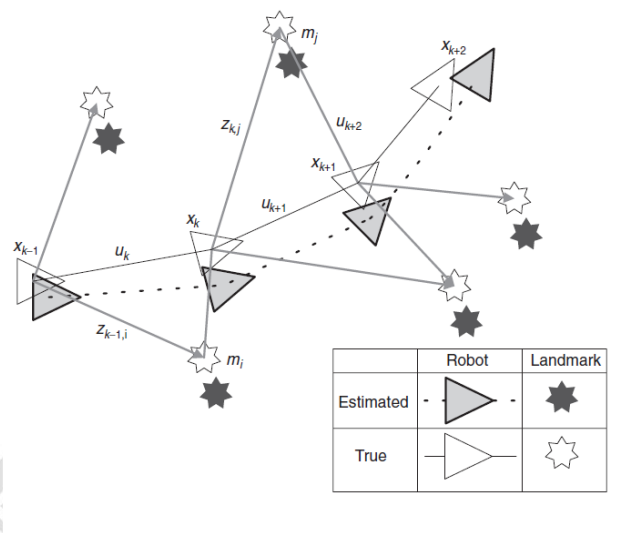 m_j
x_{k+2}
z_{k,j}
u_{k+2}
x_{k+1}
u_{k+1}
x_k
x_{k–1}
u_k
z_{k–1,i}
m_i
Robot Landmark
Estimated
True